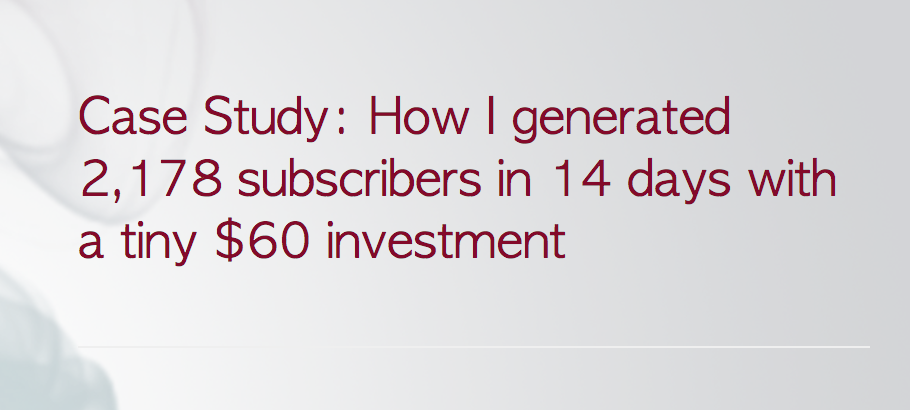 Case Study: How I generated
2,178 subscribers in 14 days with
a tiny $60 investment